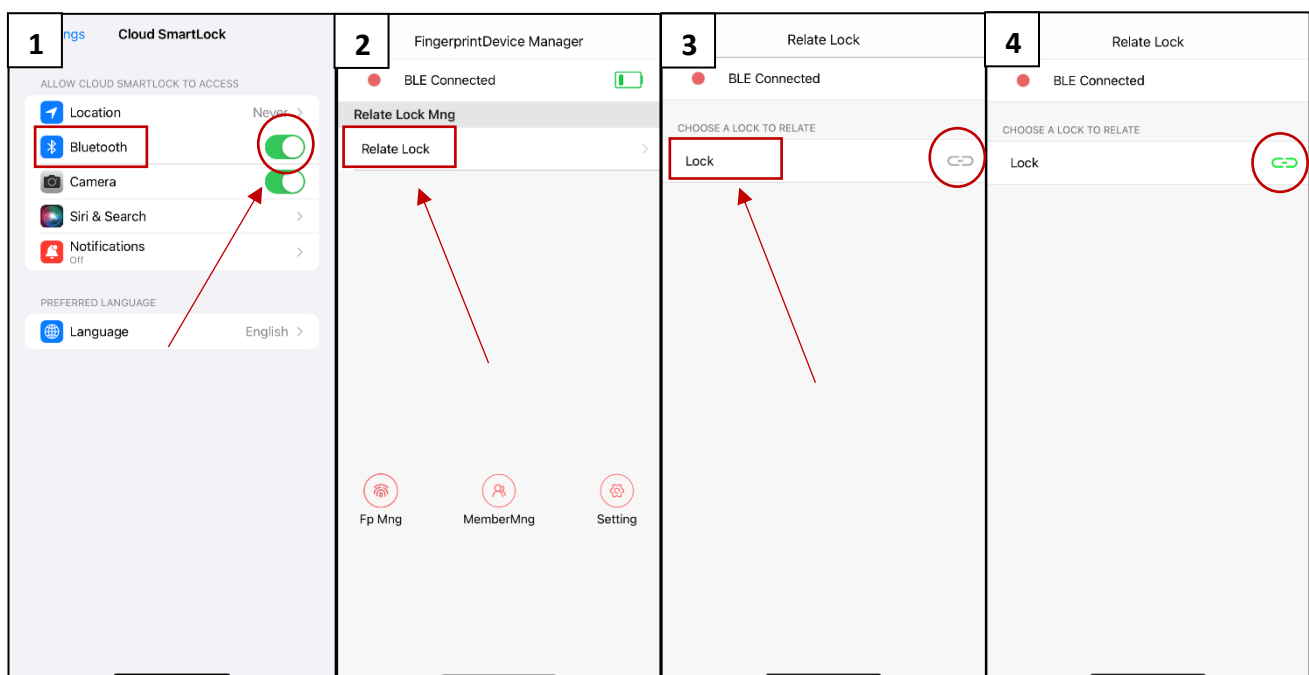 1
ngs Cloud SmartLock
ALLOW CLOUD SMARTLOCK TO ACCESS
Location Never
Bluetooth
Camera
Siri & Search
Notifications
Off
PREFERRED LANGUAGE
Language English
2
FingerprintDevice Manager
BLE Connected
Relate Lock Mng
Relate Lock
Fp Mng MemberMng Setting
3
Relate Lock
BLE Connected
CHOOSE A LOCK TO RELATE
Lock
4
Relate Lock
BLE Connected
CHOOSE A LOCK TO RELATE
Lock